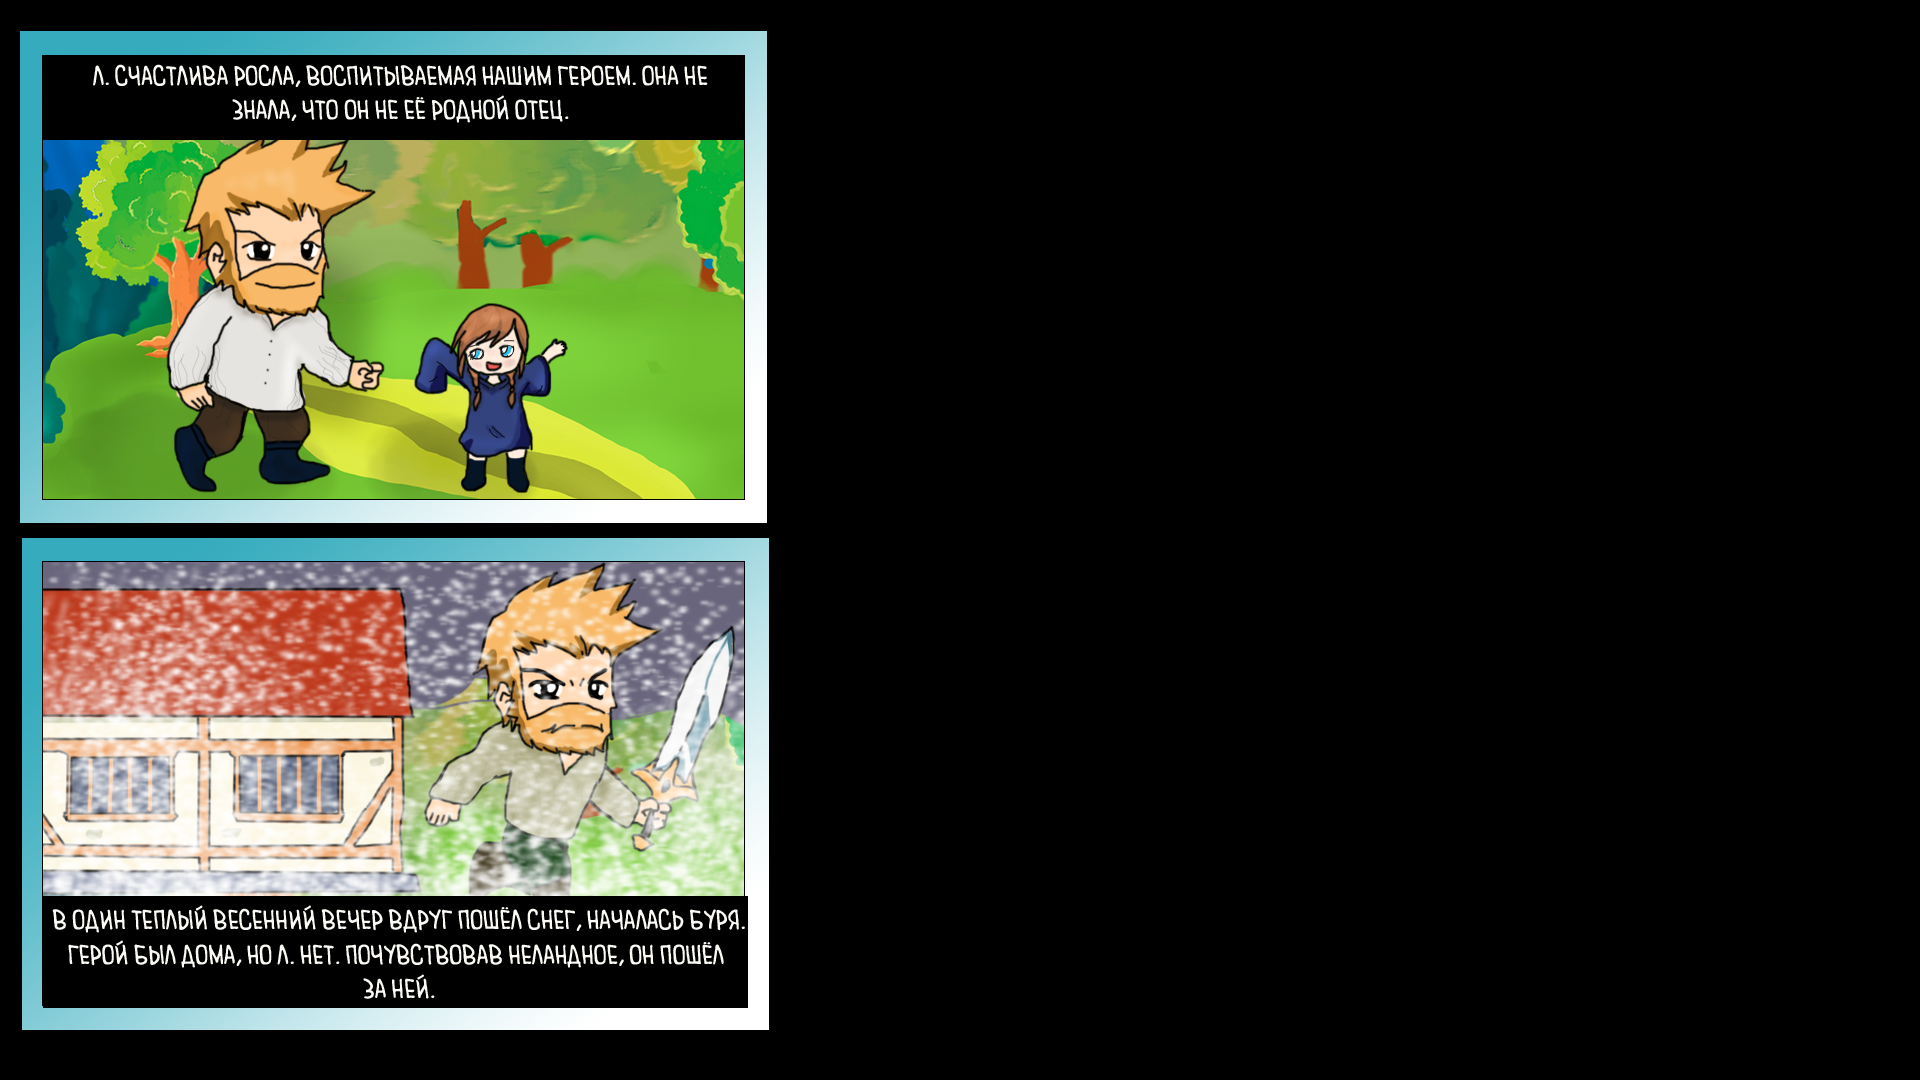 Л. СЧАСТЛИВА РОСЛА, ВОСПИТЫВАЕМАЯ НАШИМ ГЕРОЕМ. ОНА НЕ
ЗНАЛА, ЧТО ОН НЕ ЕЁ РОДНОЙ ОТЕЦ.
В ОДИН ТЕПЛЫЙ ВЕСЕННИЙ ВЕЧЕР ВДРУГ ПОШЁЛ СНЕГ, НАЧАЛАСЬ БУРЯ.
ГЕРОЙ БЫЛ ДОМА, НО Л. НЕТ. ПОЧУВСТВОВАВ НЕЛАНДНОЕ, ОН ПОШЁЛ
ЗА НЕЙ.